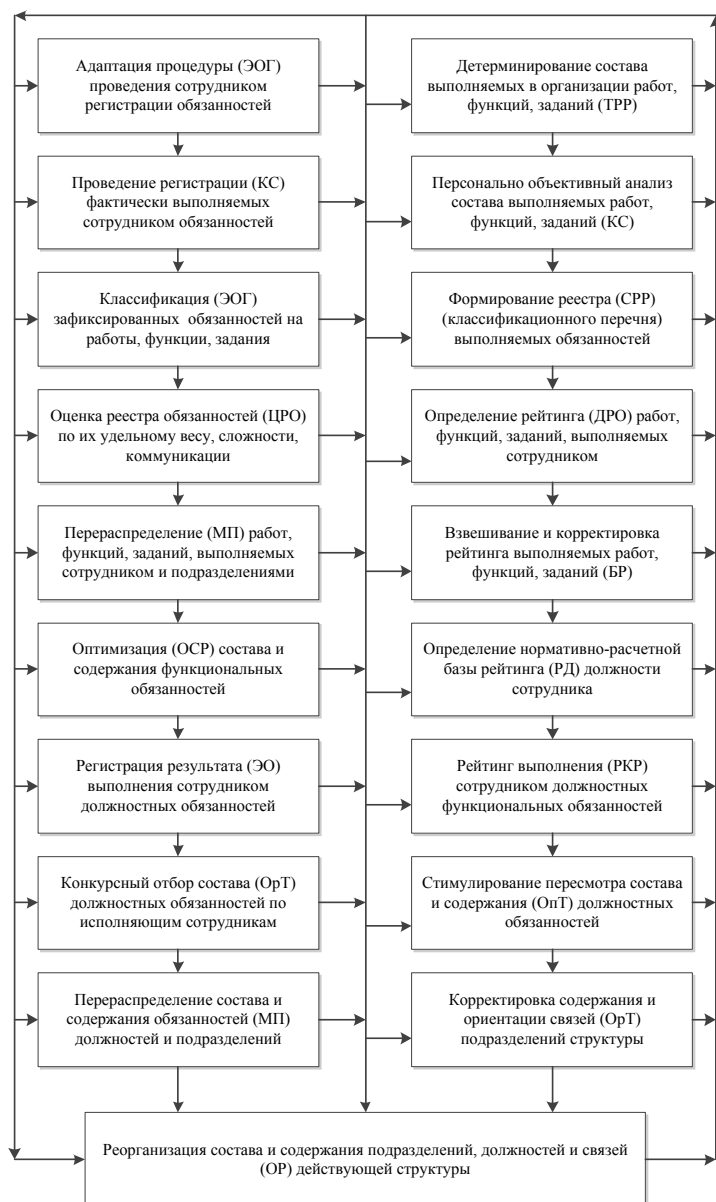 Адаптация процедуры (ЭОГ)
проведения сотрудником
регистрации обязанностей
Проведение регистрации (КС)
фактически выполняемых
сотрудником обязанностей
Классификация (ЭОГ)
зафиксированных обязанностей на
работы, функции, задания
Оценка реестра обязанностей (ЦРО)
по их удельному весу, сложности,
коммуникации
Перераспределение (МП) работ,
функций, заданий, выполняемых
сотрудником и подразделениями
Оптимизация (ОСР) состава и
содержания функциональных
обязанностей
Регистрация результата (ЭО)
выполнения сотрудником
должностных обязанностей
Конкурсный отбор состава (ОрТ)
должностных обязанностей по
исполняющим сотрудникам
Перераспределение состава и
содержания обязанностей (МП)
должностей и подразделений
Детерминирование состава
выполняемых в организации работ,
функций, заданий (ТРР)
Персонально объективный анализ
состава выполняемых работ,
функций, заданий (КС)
Формирование реестра (СРР)
(классификационного перечня)
выполняемых обязанностей
Определение рейтинга (ДРО) работ,
функций, заданий, выполняемых
сотрудником
Взвешивание и корректировка
рейтинга выполняемых работ,
функций, заданий (БР)
Определение нормативно-расчетной
базы рейтинга (РД) должности
сотрудника
Рейтинг выполнения (РКР)
сотрудником должностных
функциональных обязанностей
Стимулирование пересмотра состава
и содержания (ОпТ) должностных
обязанностей
Корректировка содержания и
ориентации связей (ОрТ)
подразделений структуры
Реорганизация состава и содержания подразделений, должностей и связей
(ОР) действующей структуры